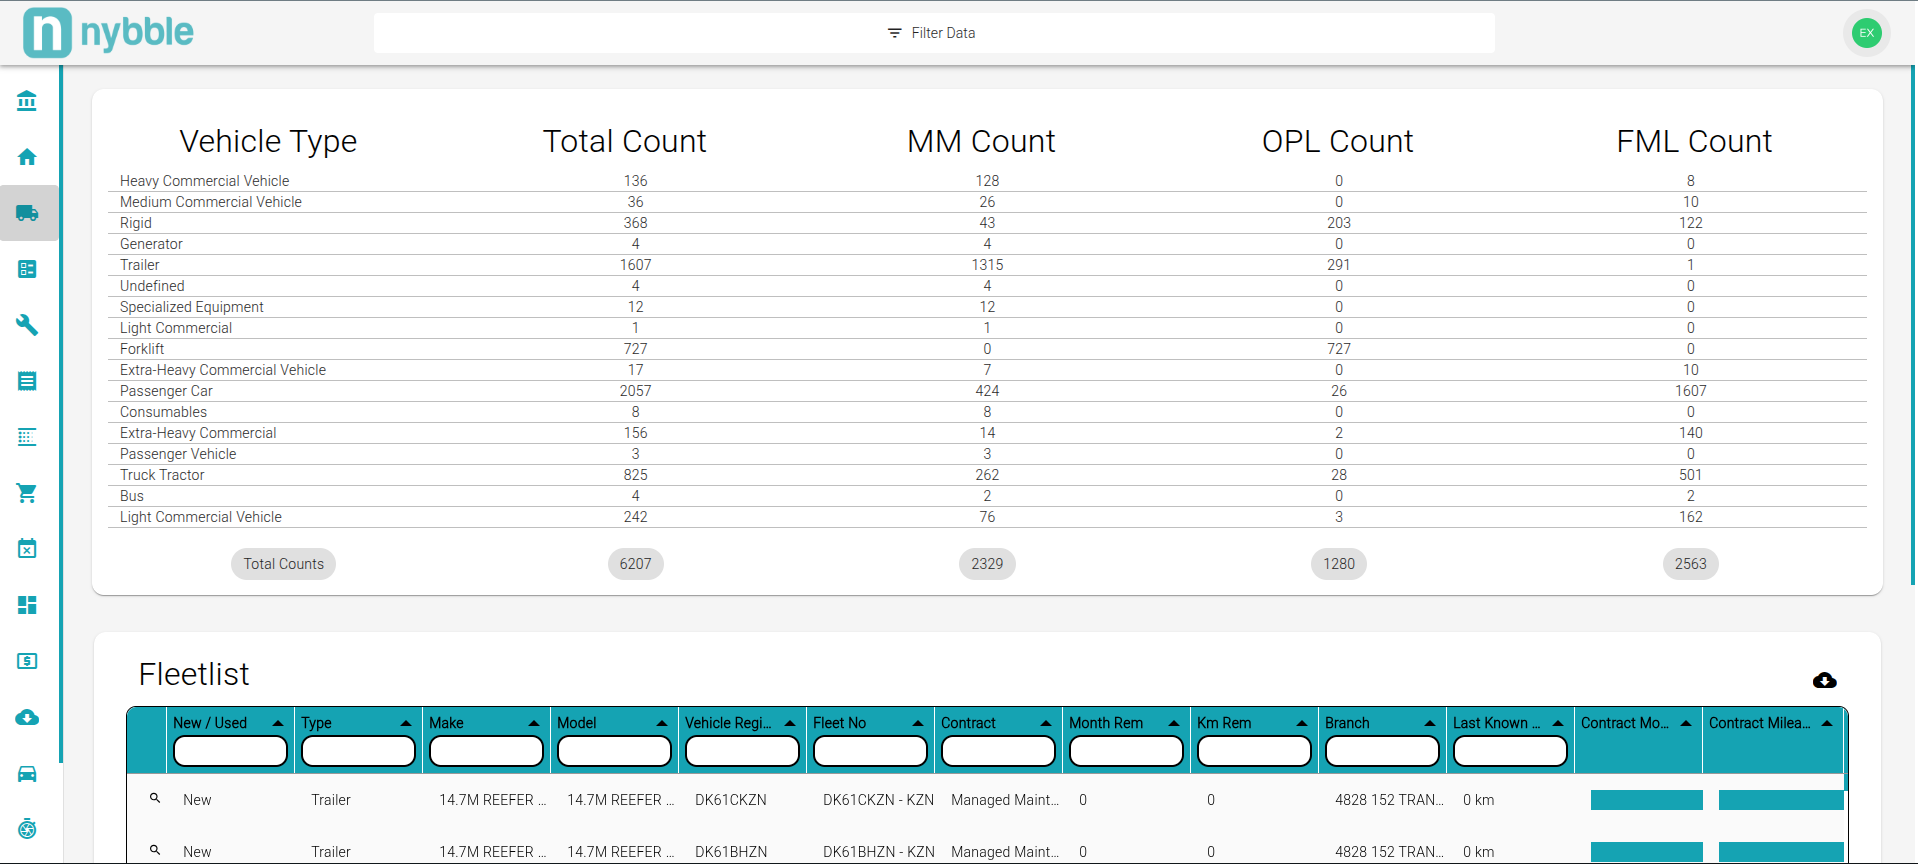 nybble
Filter Data
EX
Vehicle Type Total Count MM Count OPL Count FML Count
Heavy Commercial Vehicle 136 128 0 8
Medium Commercial Vehicle 36 26 0 10
Rigid 368 43 203 122
Generator 4 4 0 0
Trailer 1607 1315 291 1
Undefined 4 4 0 0
Specialized Equipment 12 12 0 0
Light Commercial 1 1 0 0
Forklift 727 0 727 0
Extra-Heavy Commercial Vehicle 17 7 0 10
Passenger Car 2057 424 26 1607
Consumables 8 8 0 0
Extra-Heavy Commercial 156 14 2 140
Passenger Vehicle 3 3 0 0
Truck Tractor 825 262 28 501
Bus 4 2 0 2
Light Commercial Vehicle 242 76 3 162
Total Counts 6207 2329 1280 2563
Fleetlist
New / Used Type Make Model Vehicle Regi... Fleet No Contract Month Rem Km Rem Branch Last Known ... Contract Mo... Contract Milea...
New Trailer 14.7M REEFER ... 14.7M REEFER ... DK61CKZN DK61CKZN - KZN Managed Maint... 0 0 4828 152 TRAN... 0 km
New Trailer 14.7M REEFER ... 14.7M REEFER ... DK61BHZN DK61BHZN - KZN Managed Maint... 0 0 4828 152 TRAN... 0 km